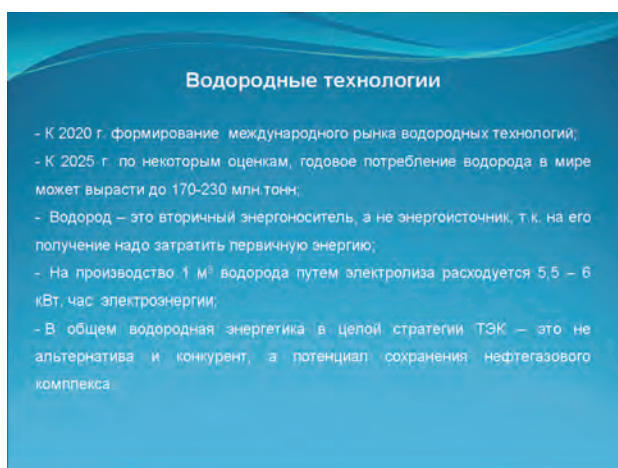 Водородные технологии
- К 2020 г. формирование международного рынка водородных технологий;
- К 2025 г. по некоторым оценкам, годовое потребление водорода в мире
может вырасти до 170-230 млн.тонн;
- Водород – это вторичный энергоноситель, а не энергоисточник, т.к. на его
получение надо затратить первичную энергию;
- На производство 1 м³ водорода путем электролиза расходуется 5,5 – 6
кВт, час электроэнергии;
- В общем водородная энергетика в целой стратегии ТЭК – это не
альтернатива и конкурент, а потенциал сохранения нефтегазового
комплекса.